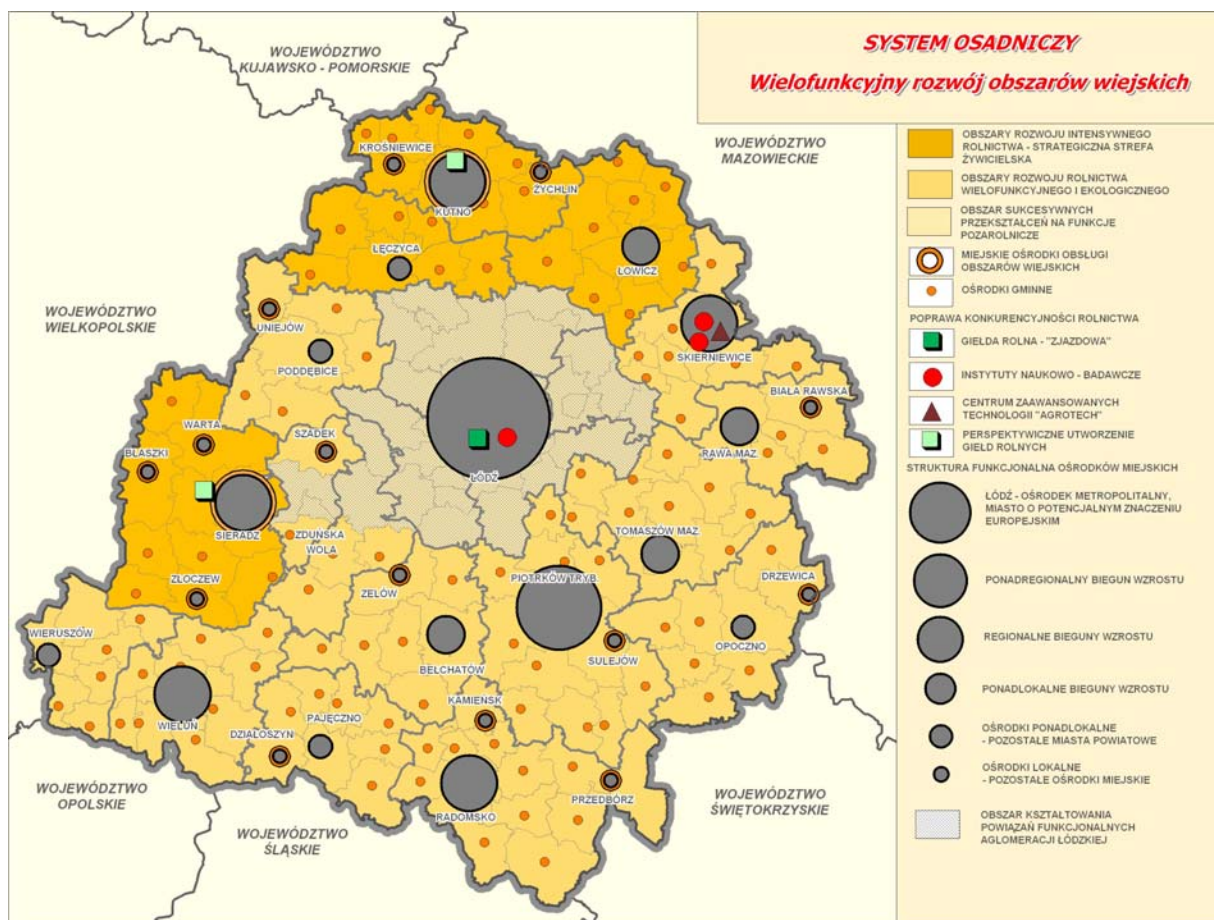 SYSTEM OSADNICZY
Wielofunkcyjny rozwój obszarów wiejskich
WOJEWÓDZTWO
KUJAWSKO - POMORSKIE
WOJEWÓDZTWO
MAZOWIECKIE
WOJEWÓDZTWO
WIELKOPOLSKIE
WOJEWÓDZTWO
OPOLSKIE
WOJEWÓDZTWO
ŚLĄSKIE
WOJEWÓDZTWO
ŚWIĘTOKRZYSKIE
KROŚNIEWICE
KUTNO
ŻYCHLIN
ŁĘCZYCA
ŁOWICZ
UNIEJÓW
PODDĘBICE
SKIERNIEWICE
BIAŁA RAWSKA
RAWA MAZ.
WARTA
BŁASZKI
SZADEK
ŁÓDŹ
SIERADZ
ZDUŃSKA
WOLA
TOMASZÓW MAZ.
ZŁOCZEW
ZELÓW
PIOTRKÓW TRYB.
DRZEWICA
WIERUSZÓW
BEŁCHATÓW
SULEJÓW
OPOCZNO
WIELUŃ
DZIAŁOSZYN
PAJĘCZNO
KAMIEŃSK
RADOMSKO
PRZEDBÓRZ
OBSZARY ROZWOJU INTENSYWNEGO
ROLNICTWA - STRATEGICZNA STREFA
ŻYWICIELSKA
OBSZARY ROZWOJU ROLNICTWA
WIELOFUNKCYJNEGO I EKOLOGICZNEGO
OBSZAR SUKCESYWNYCH
PRZEKSZTAŁCEŃ NA FUNKCJE
POZAROLNICZE
MIEJSKIE OŚRODKI OBSŁUGI
OBSZARÓW WIEJSKICH
OŚRODKI GMINNE
POPRAWA KONKURENCYJNOŚCI ROLNICTWA
GIEŁDA ROLNA - "ZJAZDOWA"
INSTYTUTY NAUKOWO - BADAWCZE
CENTRUM ZAAWANSOWANYCH
TECHNOLOGII "AGROTECH"
PERSPEKTYWICZNE UTWORZENIE
GIEŁD ROLNYCH
STRUKTURA FUNKCJONALNA OŚRODKÓW MIEJSKICH
ŁÓDŹ - OŚRODEK METROPOLITALNY,
MIASTO O POTENCJALNYM ZNACZENIU
EUROPEJSKIM
PONADREGIONALNY BIEGUN WZROSTU
REGIONALNE BIEGUNY WZROSTU
PONADLOKALNE BIEGUNY WZROSTU
OŚRODKI PONADLOKALNE
- POZOSTAŁE MIASTA POWIATOWE
OŚRODKI LOKALNE
- POZOSTAŁE OŚRODKI MIEJSKIE
OBSZAR KSZTAŁTOWANIA
POWIĄZAŃ FUNKCJONALNYCH
AGLOMERACJI ŁÓDZKIEJ